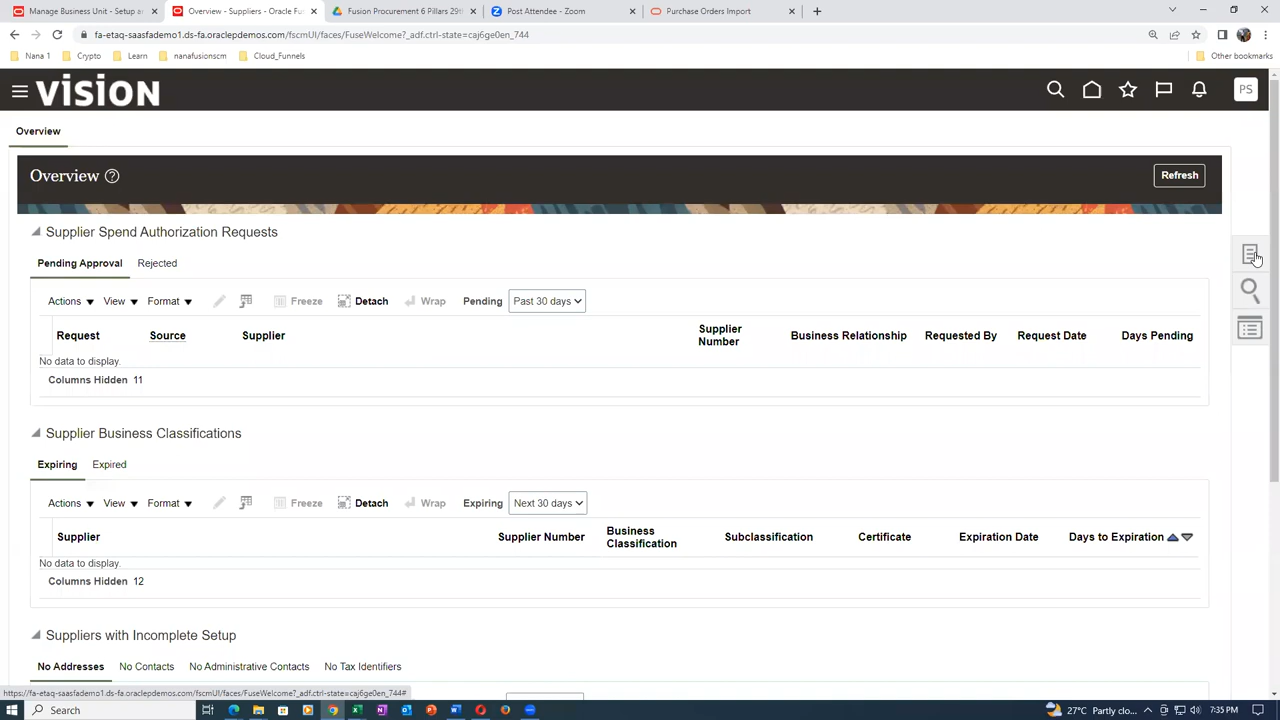 Manage Business Unit - Setup a
Overview - Suppliers - Oracle Fu
Fusion Procurement 6 Pillars 29t
Post Attendee - Zoom
Purchase Orders Import
fa-etaq-saasfademo1.ds-fa.oraclepdemos.com/fscmUI/faces/FuseWelcome?_adf.ctrl-state=caj6ge0en_744
Nana 1
Crypto
Learn
nanafusionscm
Cloud_Funnels
Other bookmarks
VISION
PS
Overview
Overview
Refresh
Supplier Spend Authorization Requests
Pending Approval Rejected
Actions View Format Freeze Detach Wrap Pending Past 30 days
Request Source Supplier Supplier Number Business Relationship Requested By Request Date Days Pending
No data to display.
Columns Hidden 11
Supplier Business Classifications
Expiring Expired
Actions View Format Freeze Detach Wrap Expiring Next 30 days
Supplier Supplier Number Business Classification Subclassification Certificate Expiration Date Days to Expiration
No data to display.
Columns Hidden 12
Suppliers with Incomplete Setup
No Addresses No Contacts No Administrative Contacts No Tax Identifiers
https://fa-etaq-saasfademo1.ds-fa.oraclepdemos.com/fscmUI/faces/FuseWelcome?_adf.ctrl-state=caj6ge0en_744#
Search
27°C Partly clo...
7:35 PM